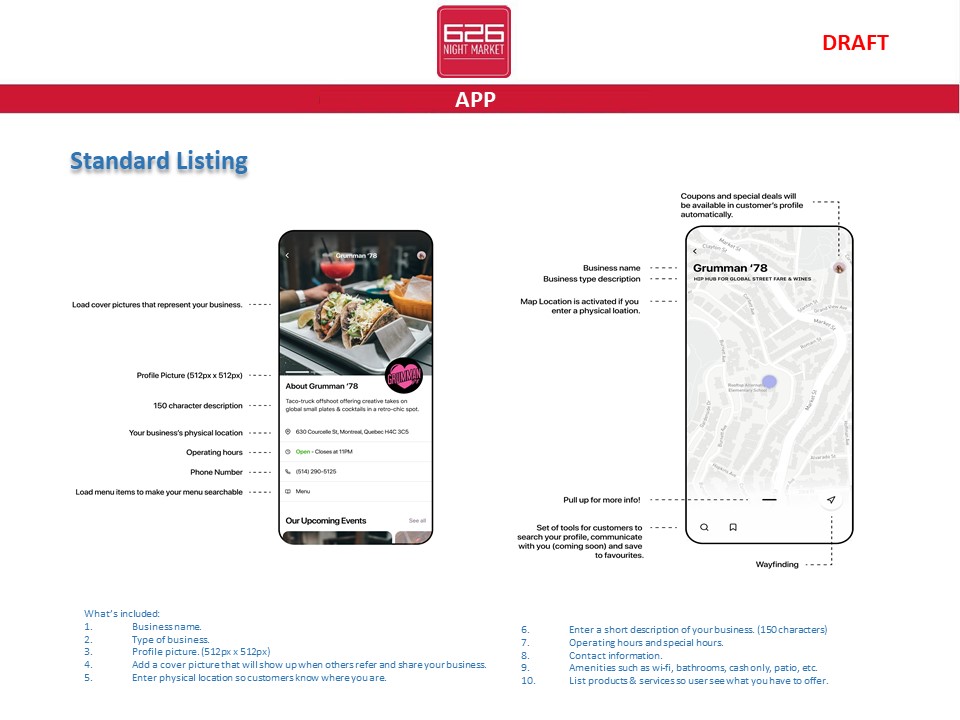 626
NIGHT MARKET
DRAFT
APP
Standard Listing
Load cover pictures that represent your business.
Profile Picture (512px x 512px)
150 character description
Your business's physical location
Operating hours
Phone Number
Load menu items to make your menu searchable
Grumman '78
GRUMMAN
About Grumman '78
Taco-truck offshoot offering creative takes on
global small plates & cocktails in a retro-chic spot.
630 Courcelle St, Montreal, Quebec H4C 3C5
Open - Closes at 11PM
(514) 290-5125
Menu
Our Upcoming Events
See all
Coupons and special deals will
be available in customer's profile
automatically.
Business name
Business type description
Map Location is activated if you
enter a physical loation.
Pull up for more info!
Set of tools for customers to
search your profile, communicate
with you (coming soon) and save
to favourites.
Wayfinding
Market St
Clayton St
Grumman '78
HIP HUB FOR GLOBAL STREET FARE & WINES
Market St
Market St
What's included:
1. Business name.
2. Type of business.
3. Profile picture. (512px x 512px)
4. Add a cover picture that will show up when others refer and share your business.
5. Enter physical location so customers know where you are.
6. Enter a short description of your business. (150 characters)
7. Operating hours and special hours.
8. Contact information.
9. Amenities such as wi-fi, bathrooms, cash only, patio, etc.
10. List products & services so user see what you have to offer.